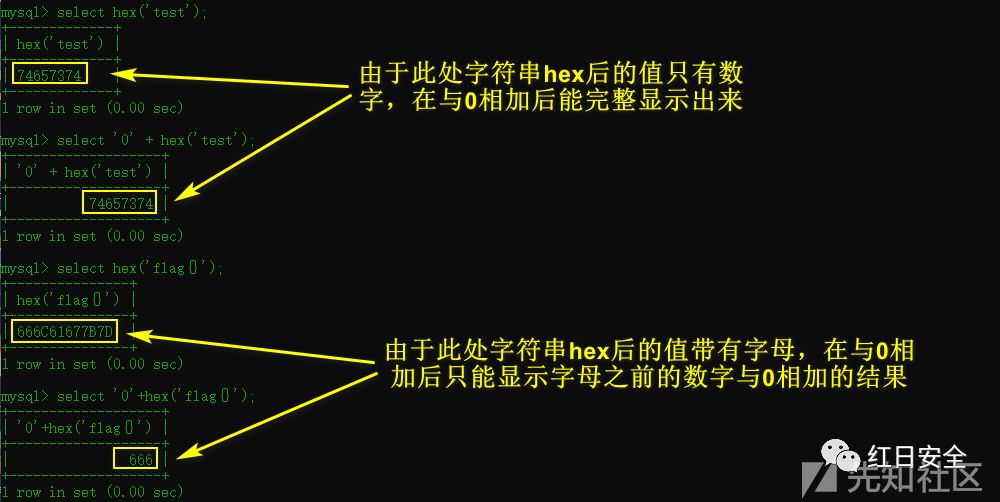 mysql> select hex('test');
+-------------+
| hex('test') |
+-------------+
| 74657374 |
+-------------+
1 row in set (0.00 sec)
由于此处字符串hex后的值只有数
字，在与0相加后能完整显示出来
mysql> select '0' + hex('test');
+-------------------+
| '0' + hex('test') |
+-------------------+
| 74657374 |
+-------------------+
1 row in set (0.00 sec)
mysql> select hex('flag{}');
+---------------+
| hex('flag{}') |
+---------------+
| 666C61677B7D |
+---------------+
1 row in set (0.00 sec)
由于此处字符串hex后的值带有字母，在与0相
加后只能显示字母之前的数字与0相加的结果
mysql> select '0'+hex('flag{}');
+-------------------+
| '0'+hex('flag{}') |
+-------------------+
| 666 |
+-------------------+
1 row in set (0.00 sec)
红日安全
先知社区